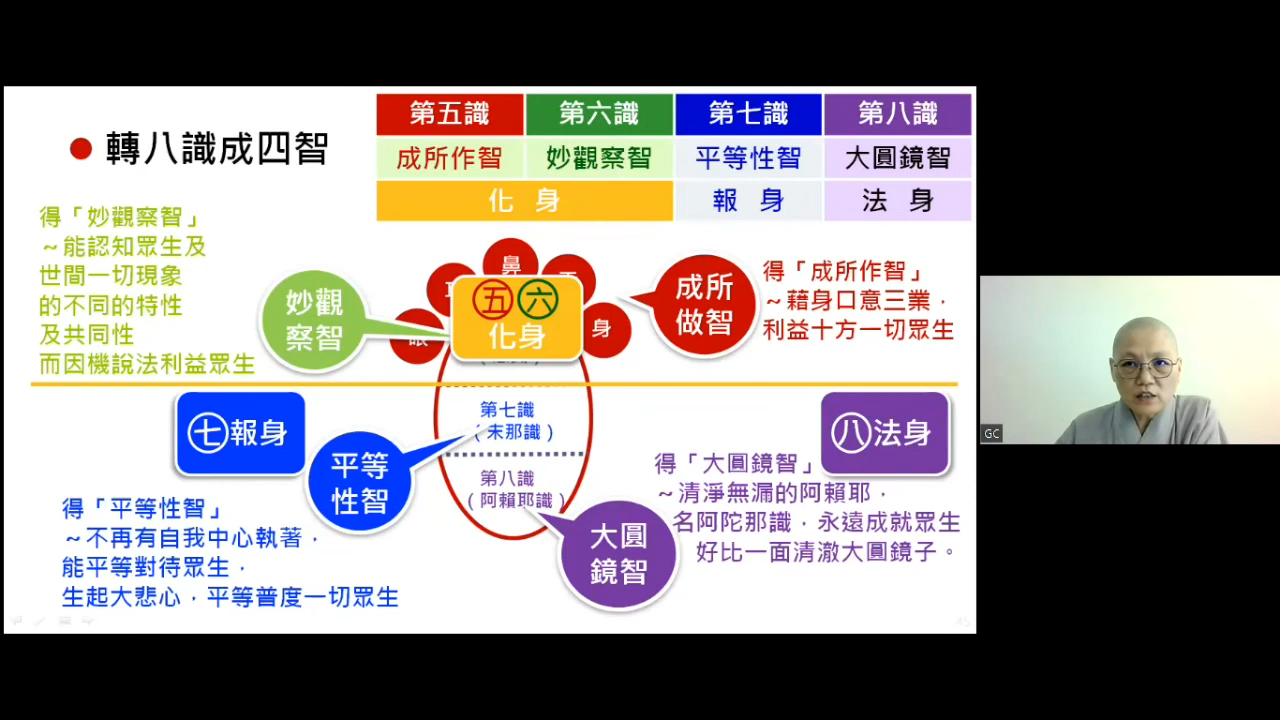 轉八識成四智
第五識 第六識 第七識 第八識
成所作智 妙觀察智 平等性智 大圓鏡智
化 身 報 身 法 身
得「妙觀察智」
～能認知眾生及
世間一切現象
的不同的特性
及共同性
而因機說法利益眾生
妙觀
察智
鼻
身
五 六
化身
成所
做智
得「成所作智」
～藉身口意三業，
利益十方一切眾生
七報身
平等
性智
第七識
（末那識）
第八識
（阿賴耶識）
八法身
得「大圓鏡智」
～清淨無漏的阿賴耶，
名阿陀那識，永遠成就眾生
好比一面清澈大圓鏡子。
大圓
鏡智
得「平等性智」
～不再有自我中心執著，
能平等對待眾生，
生起大悲心，平等普度一切眾生
45
GC